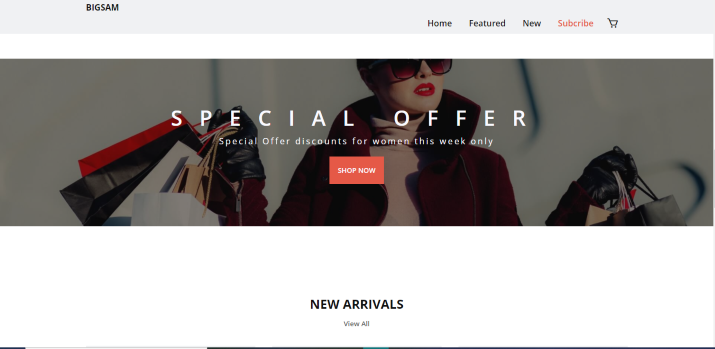 BIGSAM
Home Featured New Subcribe
SPECIAL OFFER
Special Offer discounts for women this week only
SHOP NOW
NEW ARRIVALS
View All